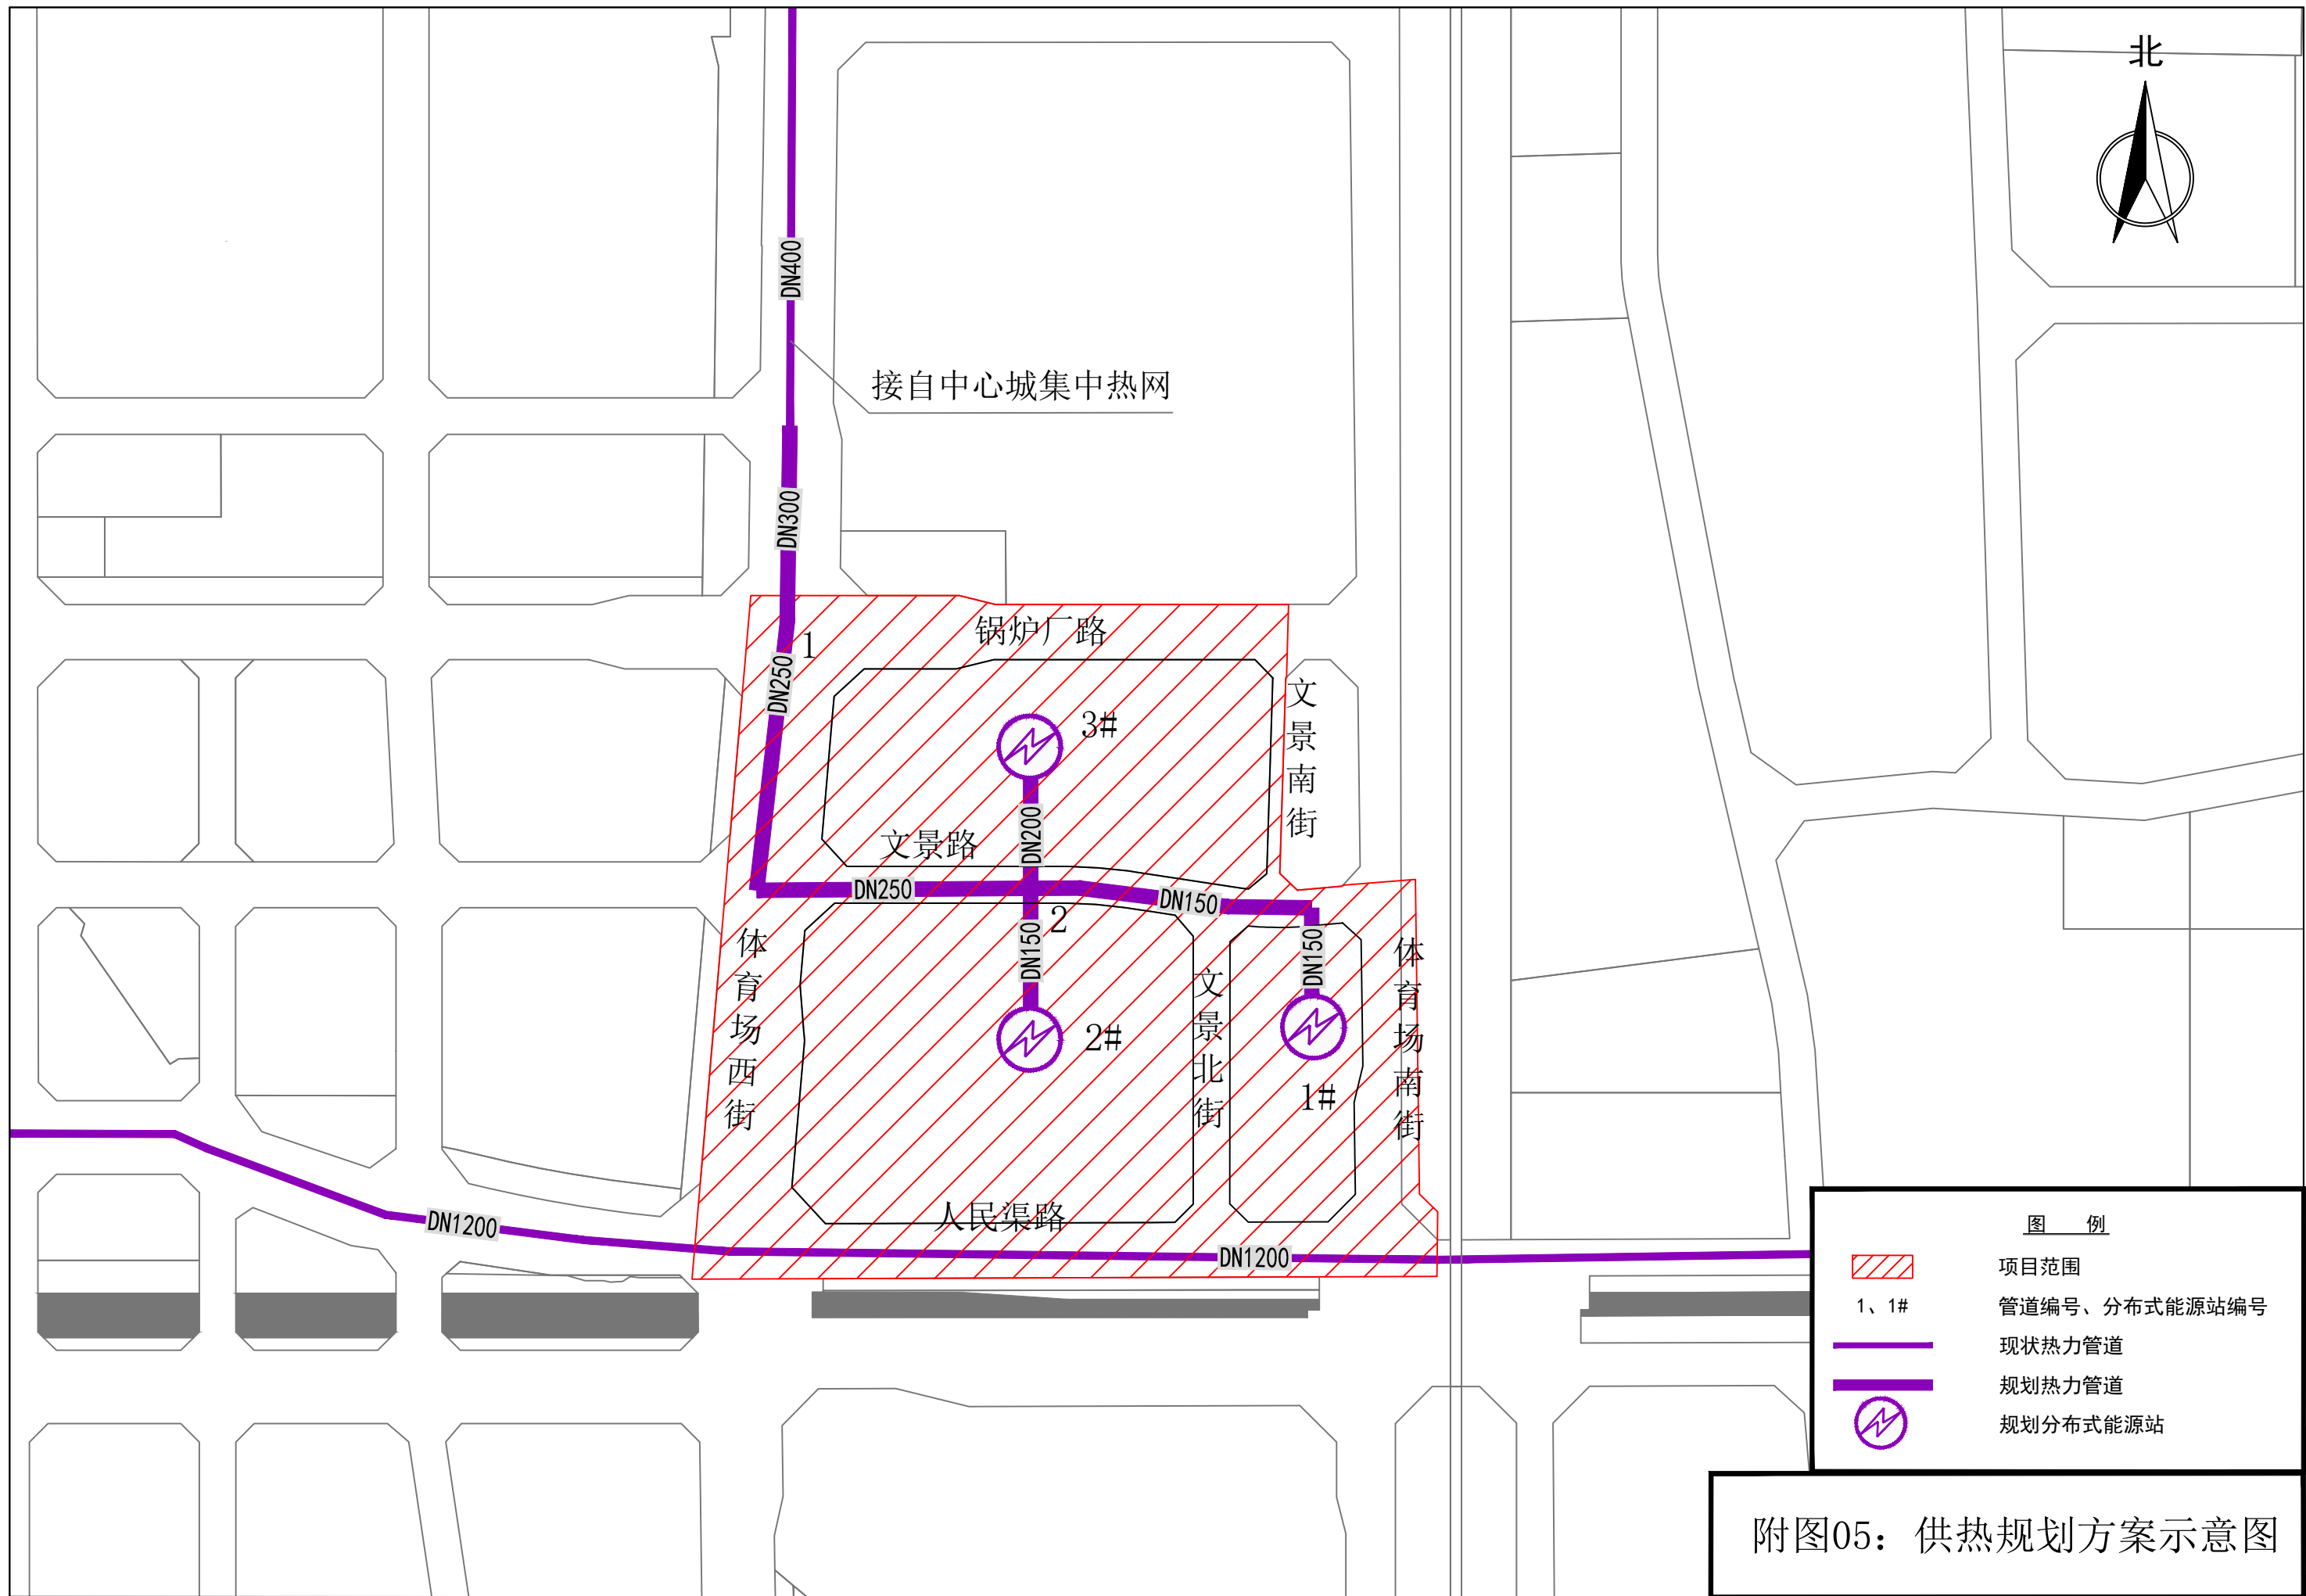 北
DN400
接自中心城集中热网
DN300
锅炉厂路
1
DN250
3#
文景南街
DN200
文景路
DN250
DN150
2
DN150
DN150
体育场西街
文景北街
体育场南街
2#
1#
人民渠路
DN1200
DN1200
图 例
项目范围
1、1# 管道编号、分布式能源站编号
现状热力管道
规划热力管道
规划分布式能源站
附图05：供热规划方案示意图